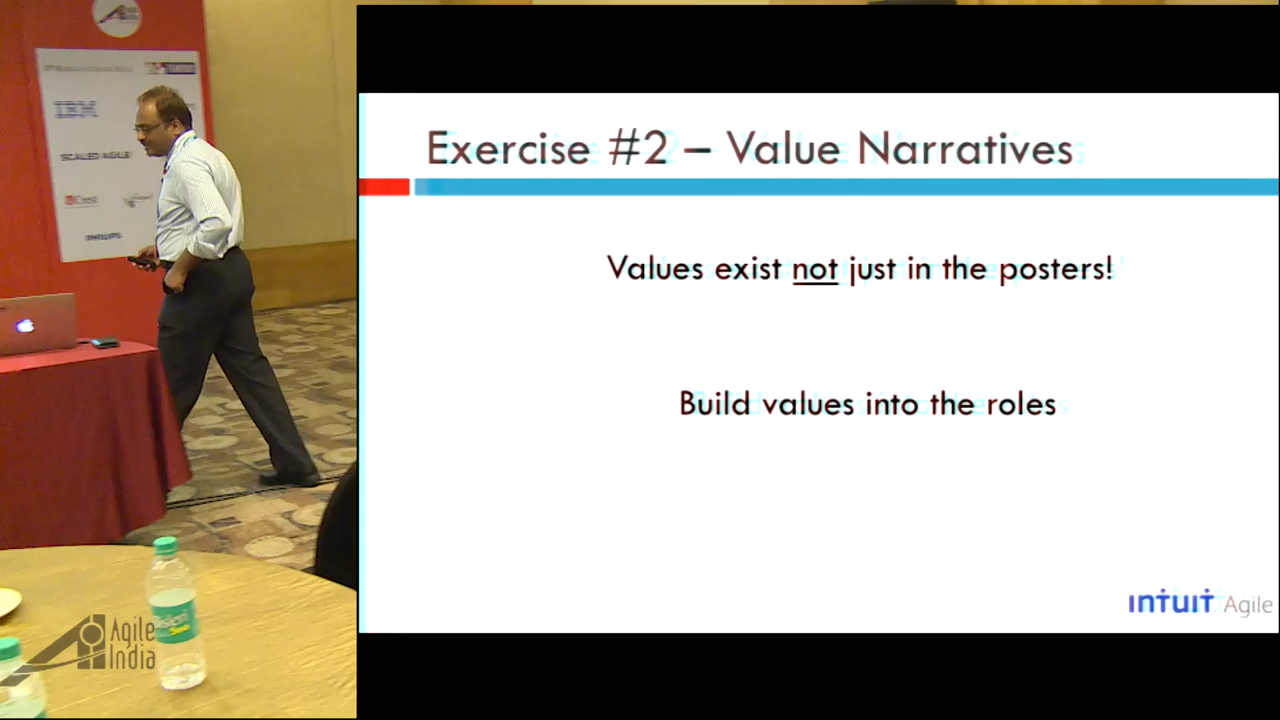 IBM
SCALED AGILE
PHILIPS
Exercise #2 – Value Narratives
Values exist not just in the posters!
Build values into the roles
intuit Agile
Agile
India